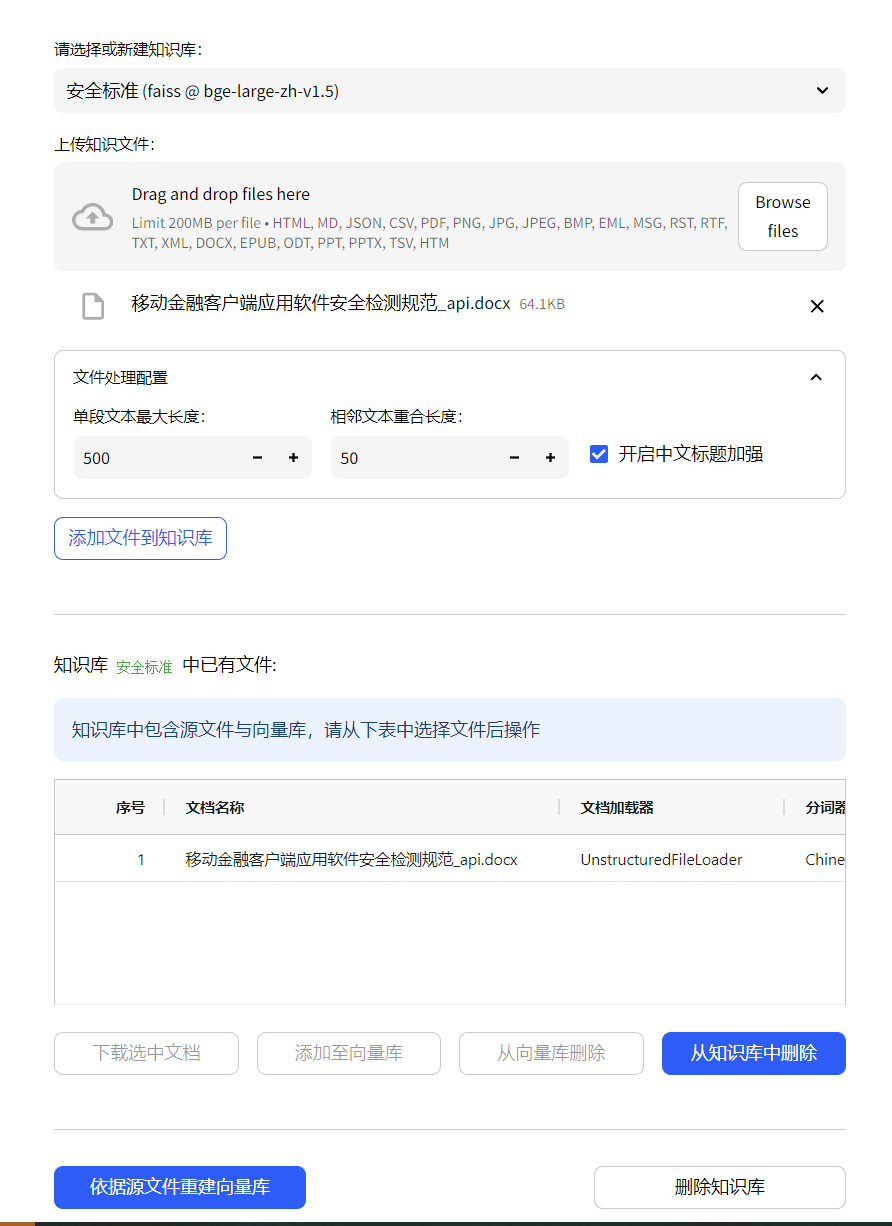 请选择或新建知识库：
安全标准 (faiss @ bge-large-zh-v1.5)
上传知识文件：
Drag and drop files here
Limit 200MB per file • HTML, MD, JSON, CSV, PDF, PNG, JPG, JPEG, BMP, EML, MSG, RST, RTF,
TXT, XML, DOCX, EPUB, ODT, PPT, PPTX, TSV, HTM
Browse
files
移动金融客户端应用软件安全检测规范_api.docx 64.1KB
文件处理配置
单段文本最大长度： 相邻文本重合长度：
500 − + 50 − + 开启中文标题加强
添加文件到知识库
知识库 安全标准 中已有文件:
知识库中包含源文件与向量库，请从下表中选择文件后操作
序号 文档名称 文档加载器 分词器
1 移动金融客户端应用软件安全检测规范_api.docx UnstructuredFileLoader Chine
下载选中文档 添加至向量库 从向量库删除 从知识库中删除
依据源文件重建向量库 删除知识库